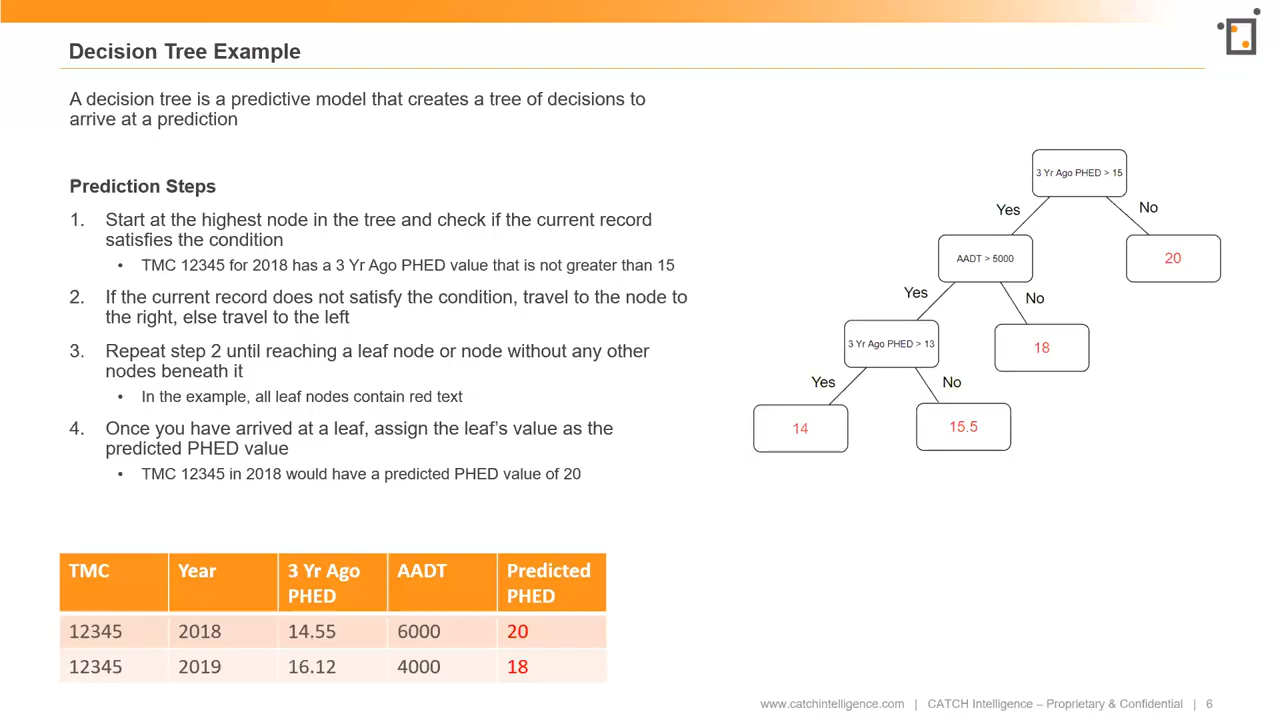 Decision Tree Example
A decision tree is a predictive model that creates a tree of decisions to
arrive at a prediction
Prediction Steps
1. Start at the highest node in the tree and check if the current record
satisfies the condition
• TMC 12345 for 2018 has a 3 Yr Ago PHED value that is not greater than 15
2. If the current record does not satisfy the condition, travel to the node to
the right, else travel to the left
3. Repeat step 2 until reaching a leaf node or node without any other
nodes beneath it
• In the example, all leaf nodes contain red text
4. Once you have arrived at a leaf, assign the leaf's value as the
predicted PHED value
• TMC 12345 in 2018 would have a predicted PHED value of 20
3 Yr Ago PHED > 15
Yes No
AADT > 5000 20
Yes No
3 Yr Ago PHED > 13 18
Yes No
14 15.5
TMC Year 3 Yr Ago AADT Predicted
PHED PHED
12345 2018 14.55 6000 20
12345 2019 16.12 4000 18
www.catchintelligence.com | CATCH Intelligence – Proprietary & Confidential | 6